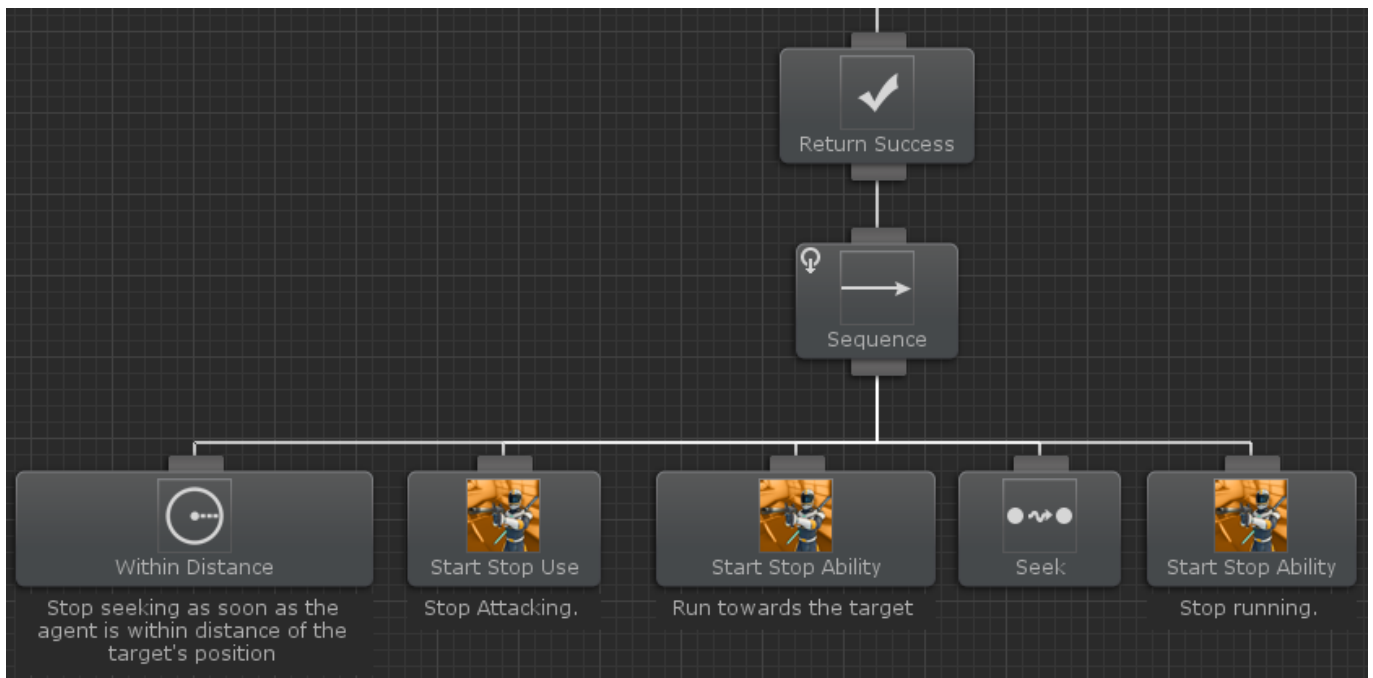 Return Success
Sequence
Within Distance
Start Stop Use
Start Stop Ability
Seek
Start Stop Ability
Stop seeking as soon as the
agent is within distance of the
target's position
Stop Attacking.
Run towards the target
Stop running.